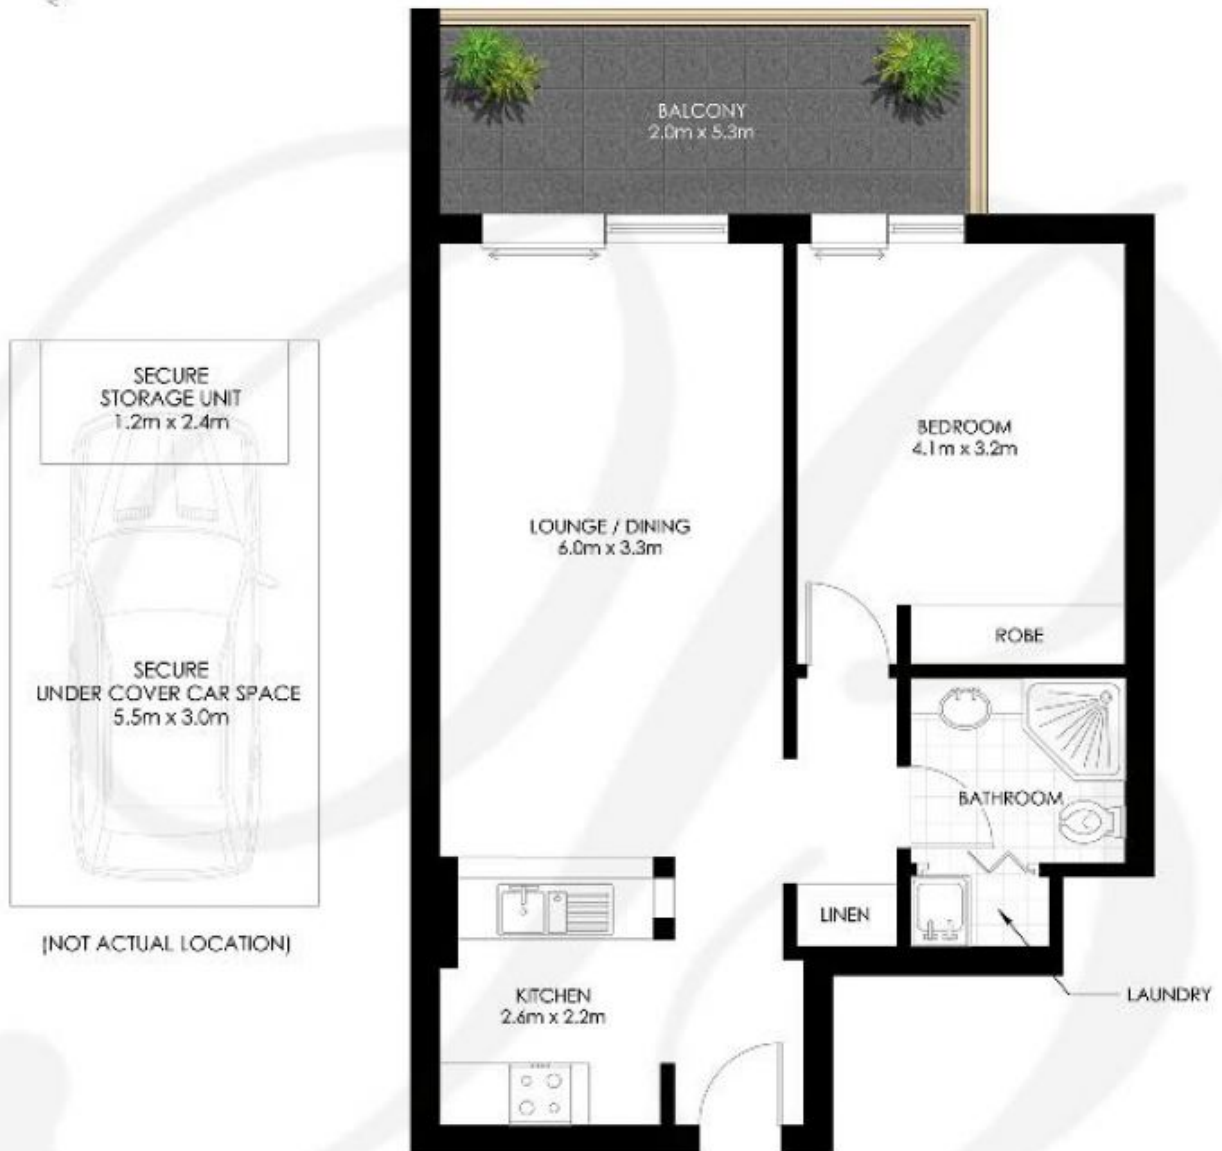 BALCONY
2.0m x 5.3m
SECURE
STORAGE UNIT
1.2m x 2.4m
BEDROOM
4.1m x 3.2m
LOUNGE / DINING
6.0m x 3.3m
ROBE
SECURE
UNDER COVER CAR SPACE
5.5m x 3.0m
BATHROOM
LINEN
(NOT ACTUAL LOCATION)
KITCHEN
2.6m x 2.2m
LAUNDRY